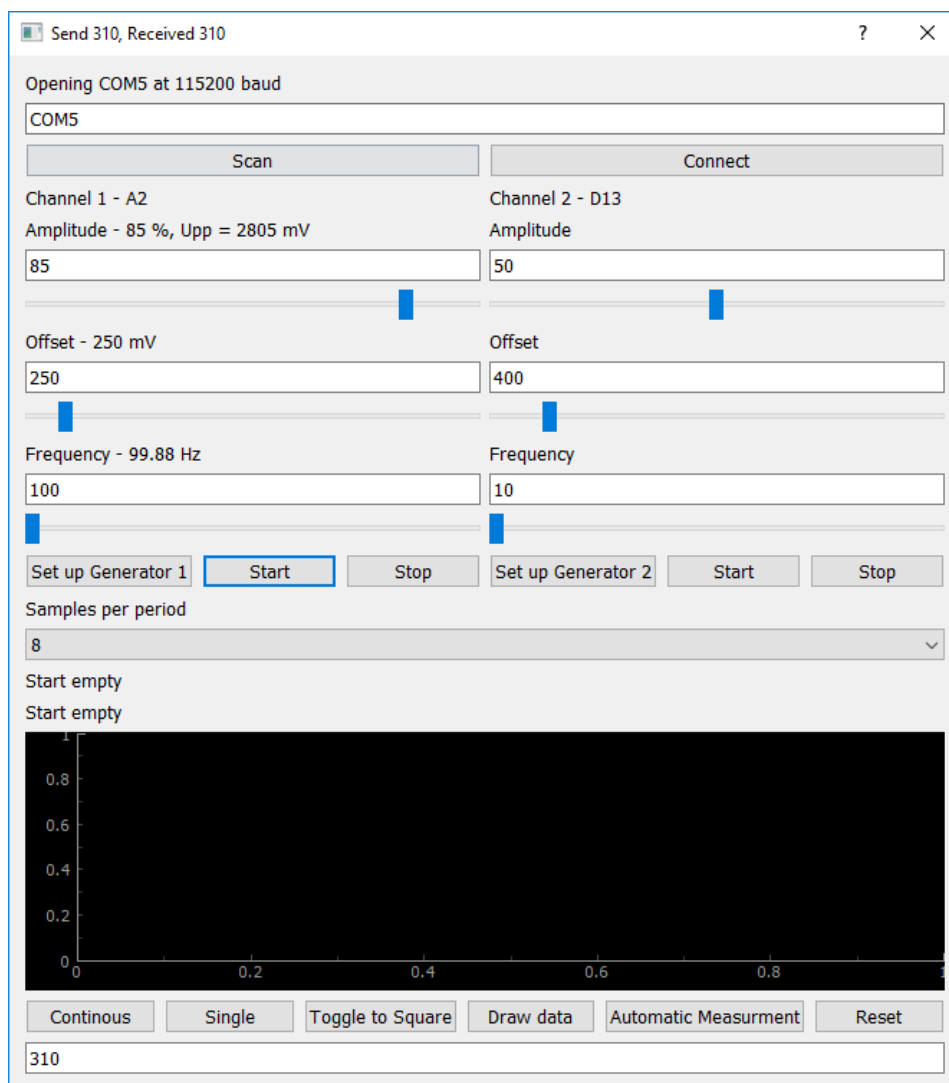 Send 310, Received 310
?
Opening COM5 at 115200 baud
COM5
Scan Connect
Channel 1 - A2 Channel 2 - D13
Amplitude - 85 %, Upp = 2805 mV Amplitude
85 50
Offset - 250 mV Offset
250 400
Frequency - 99.88 Hz Frequency
100 10
Set up Generator 1 Start Stop Set up Generator 2 Start Stop
Samples per period
8
Start empty
Start empty
1
0.8
0.6
0.4
0.2
0
0 0.2 0.4 0.6 0.8 1
Continous Single Toggle to Square Draw data Automatic Measurment Reset
310